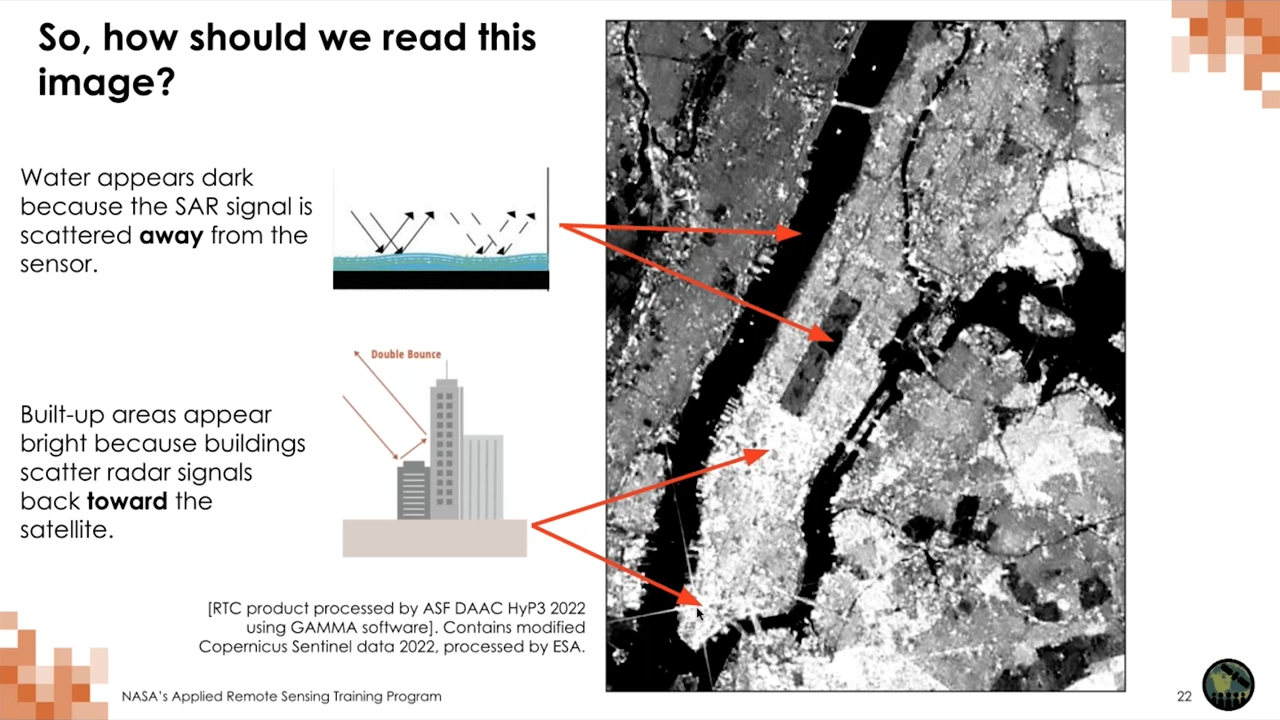 So, how should we read this
image?
Water appears dark
because the SAR signal is
scattered away from the
sensor.
Double Bounce
Built-up areas appear
bright because buildings
scatter radar signals
back toward the
satellite.
[RTC product processed by ASF DAAC HyP3 2022
using GAMMA software]. Contains modified
Copernicus Sentinel data 2022, processed by ESA.
NASA's Applied Remote Sensing Training Program
22